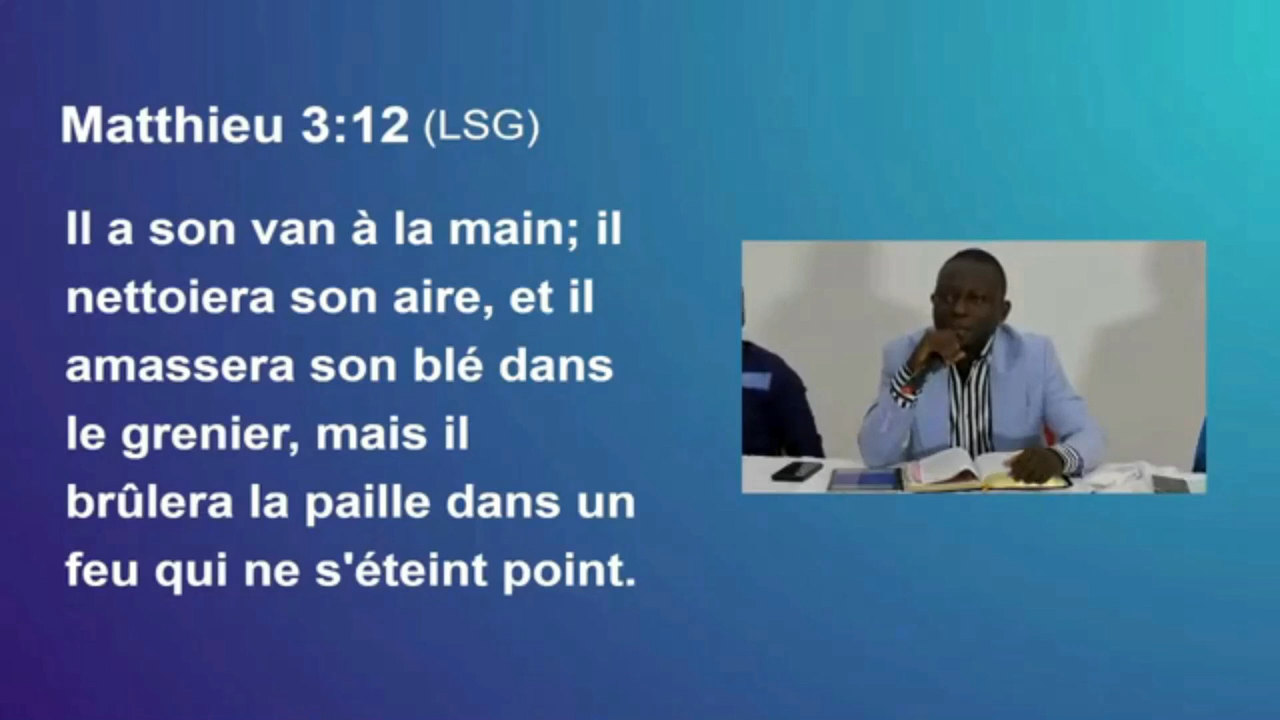 Matthieu 3:12 (LSG)
Il a son van à la main; il
nettoiera son aire, et il
amassera son blé dans
le grenier, mais il
brûlera la paille dans un
feu qui ne s'éteint point.